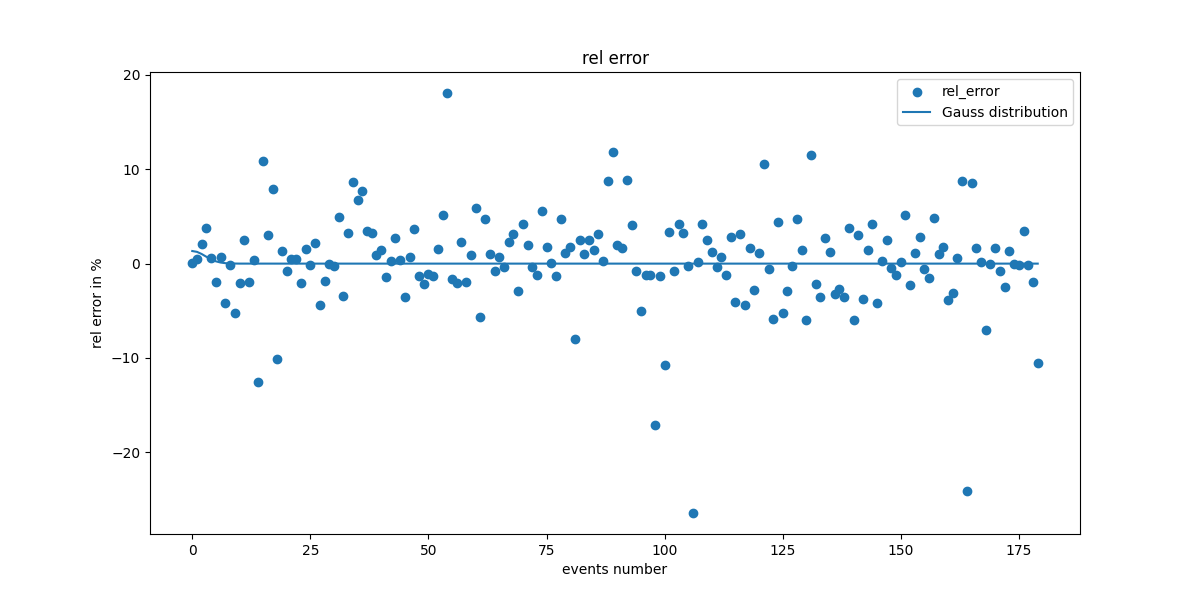 rel error
20
10
0
−10
−20
rel error in %
rel_error
Gauss distribution
0 25 50 75 100 125 150 175
events number